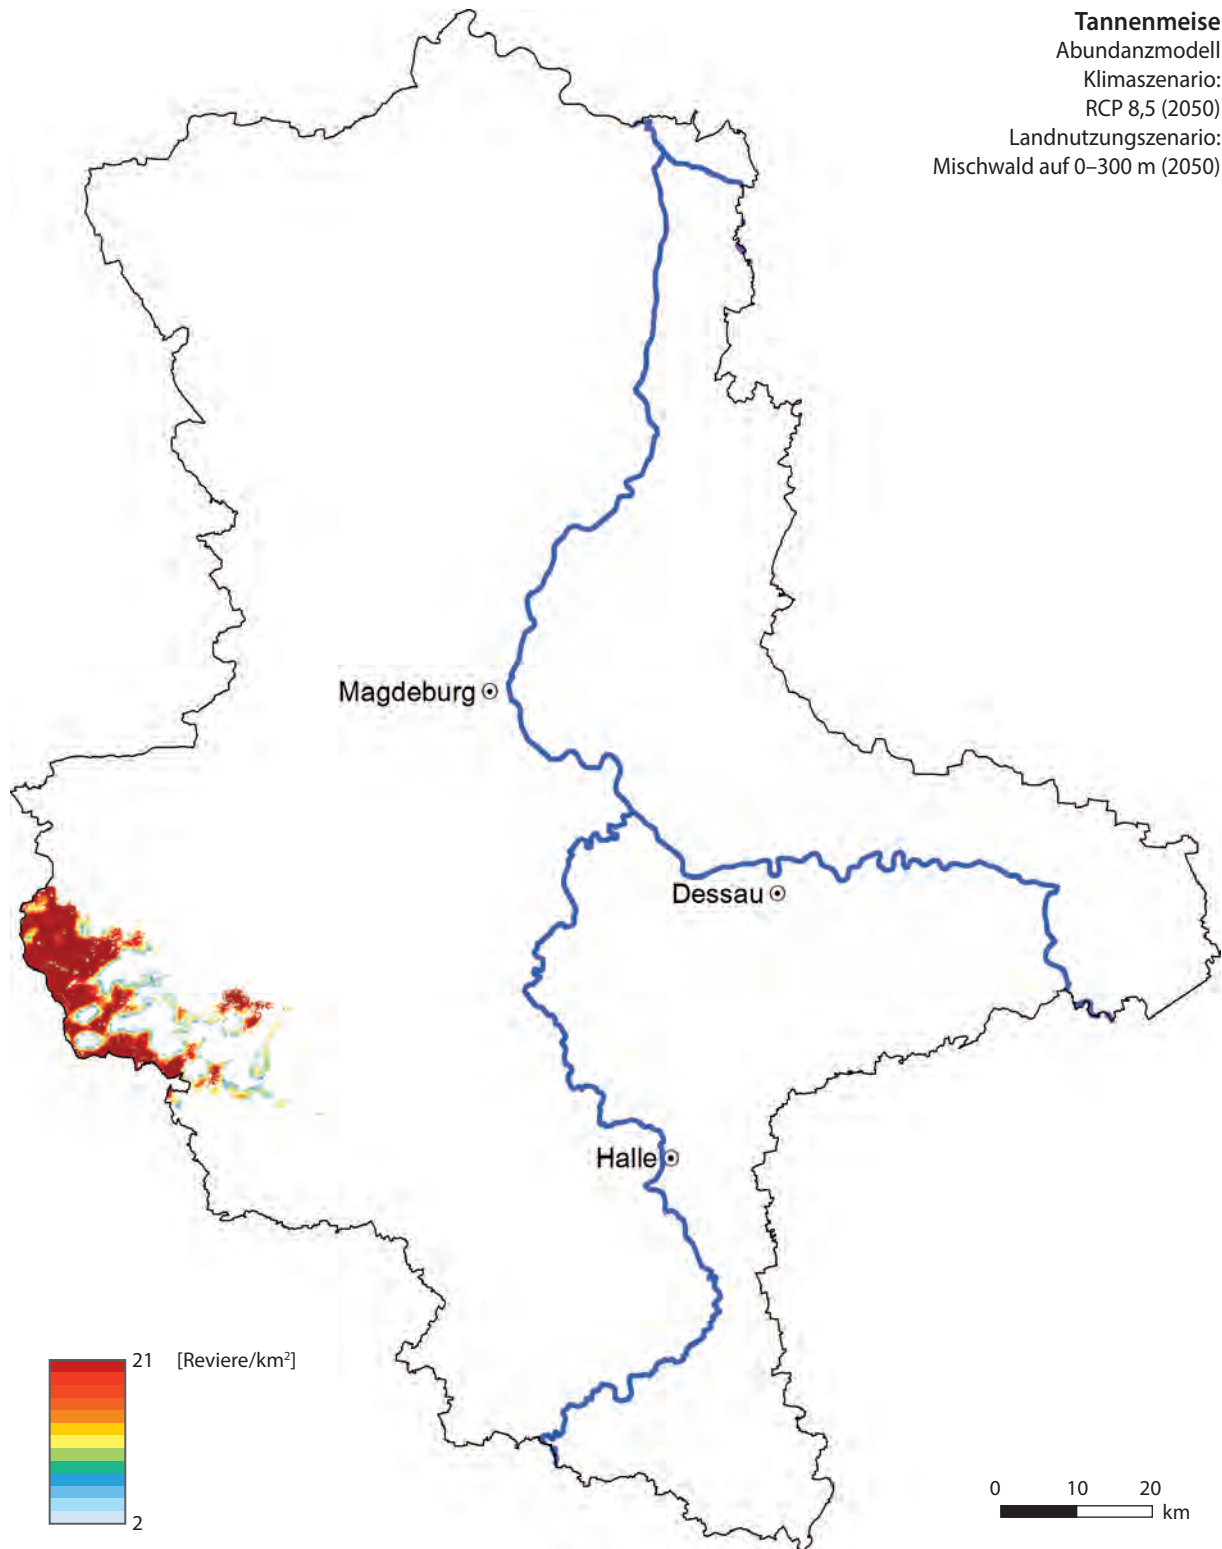 Tannenmeise
Abundanzmodell
Klimaszenario:
RCP 8,5 (2050)
Landnutzungszenario:
Mischwald auf 0–300 m (2050)
Magdeburg
Dessau
Halle
21 [Reviere/km²]
2
0 10 20
km